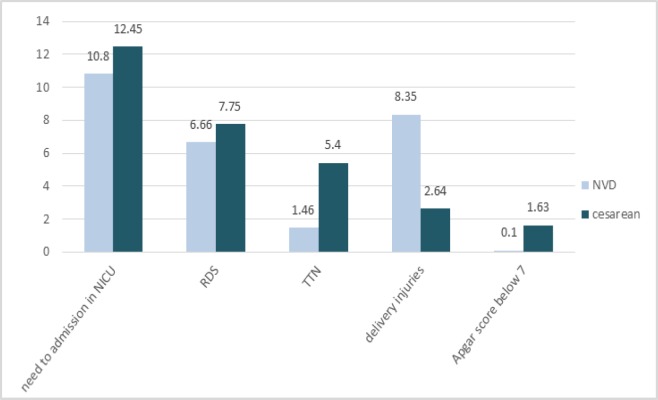 14
12
10
8
6
4
2
0
10.8
12.45
6.66
7.75
1.46
5.4
8.35
2.64
0.1
1.63
need to admission in NICU
RDS
TTN
delivery injuries
Apgar score below 7
NVD
cesarean